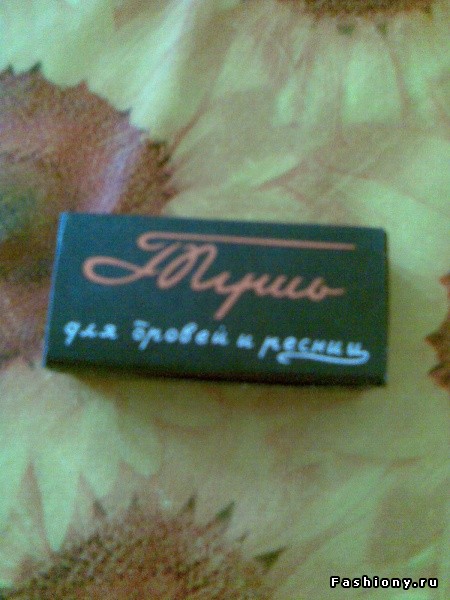 Тушь
для бровей и ресниц
Fashiony.ru